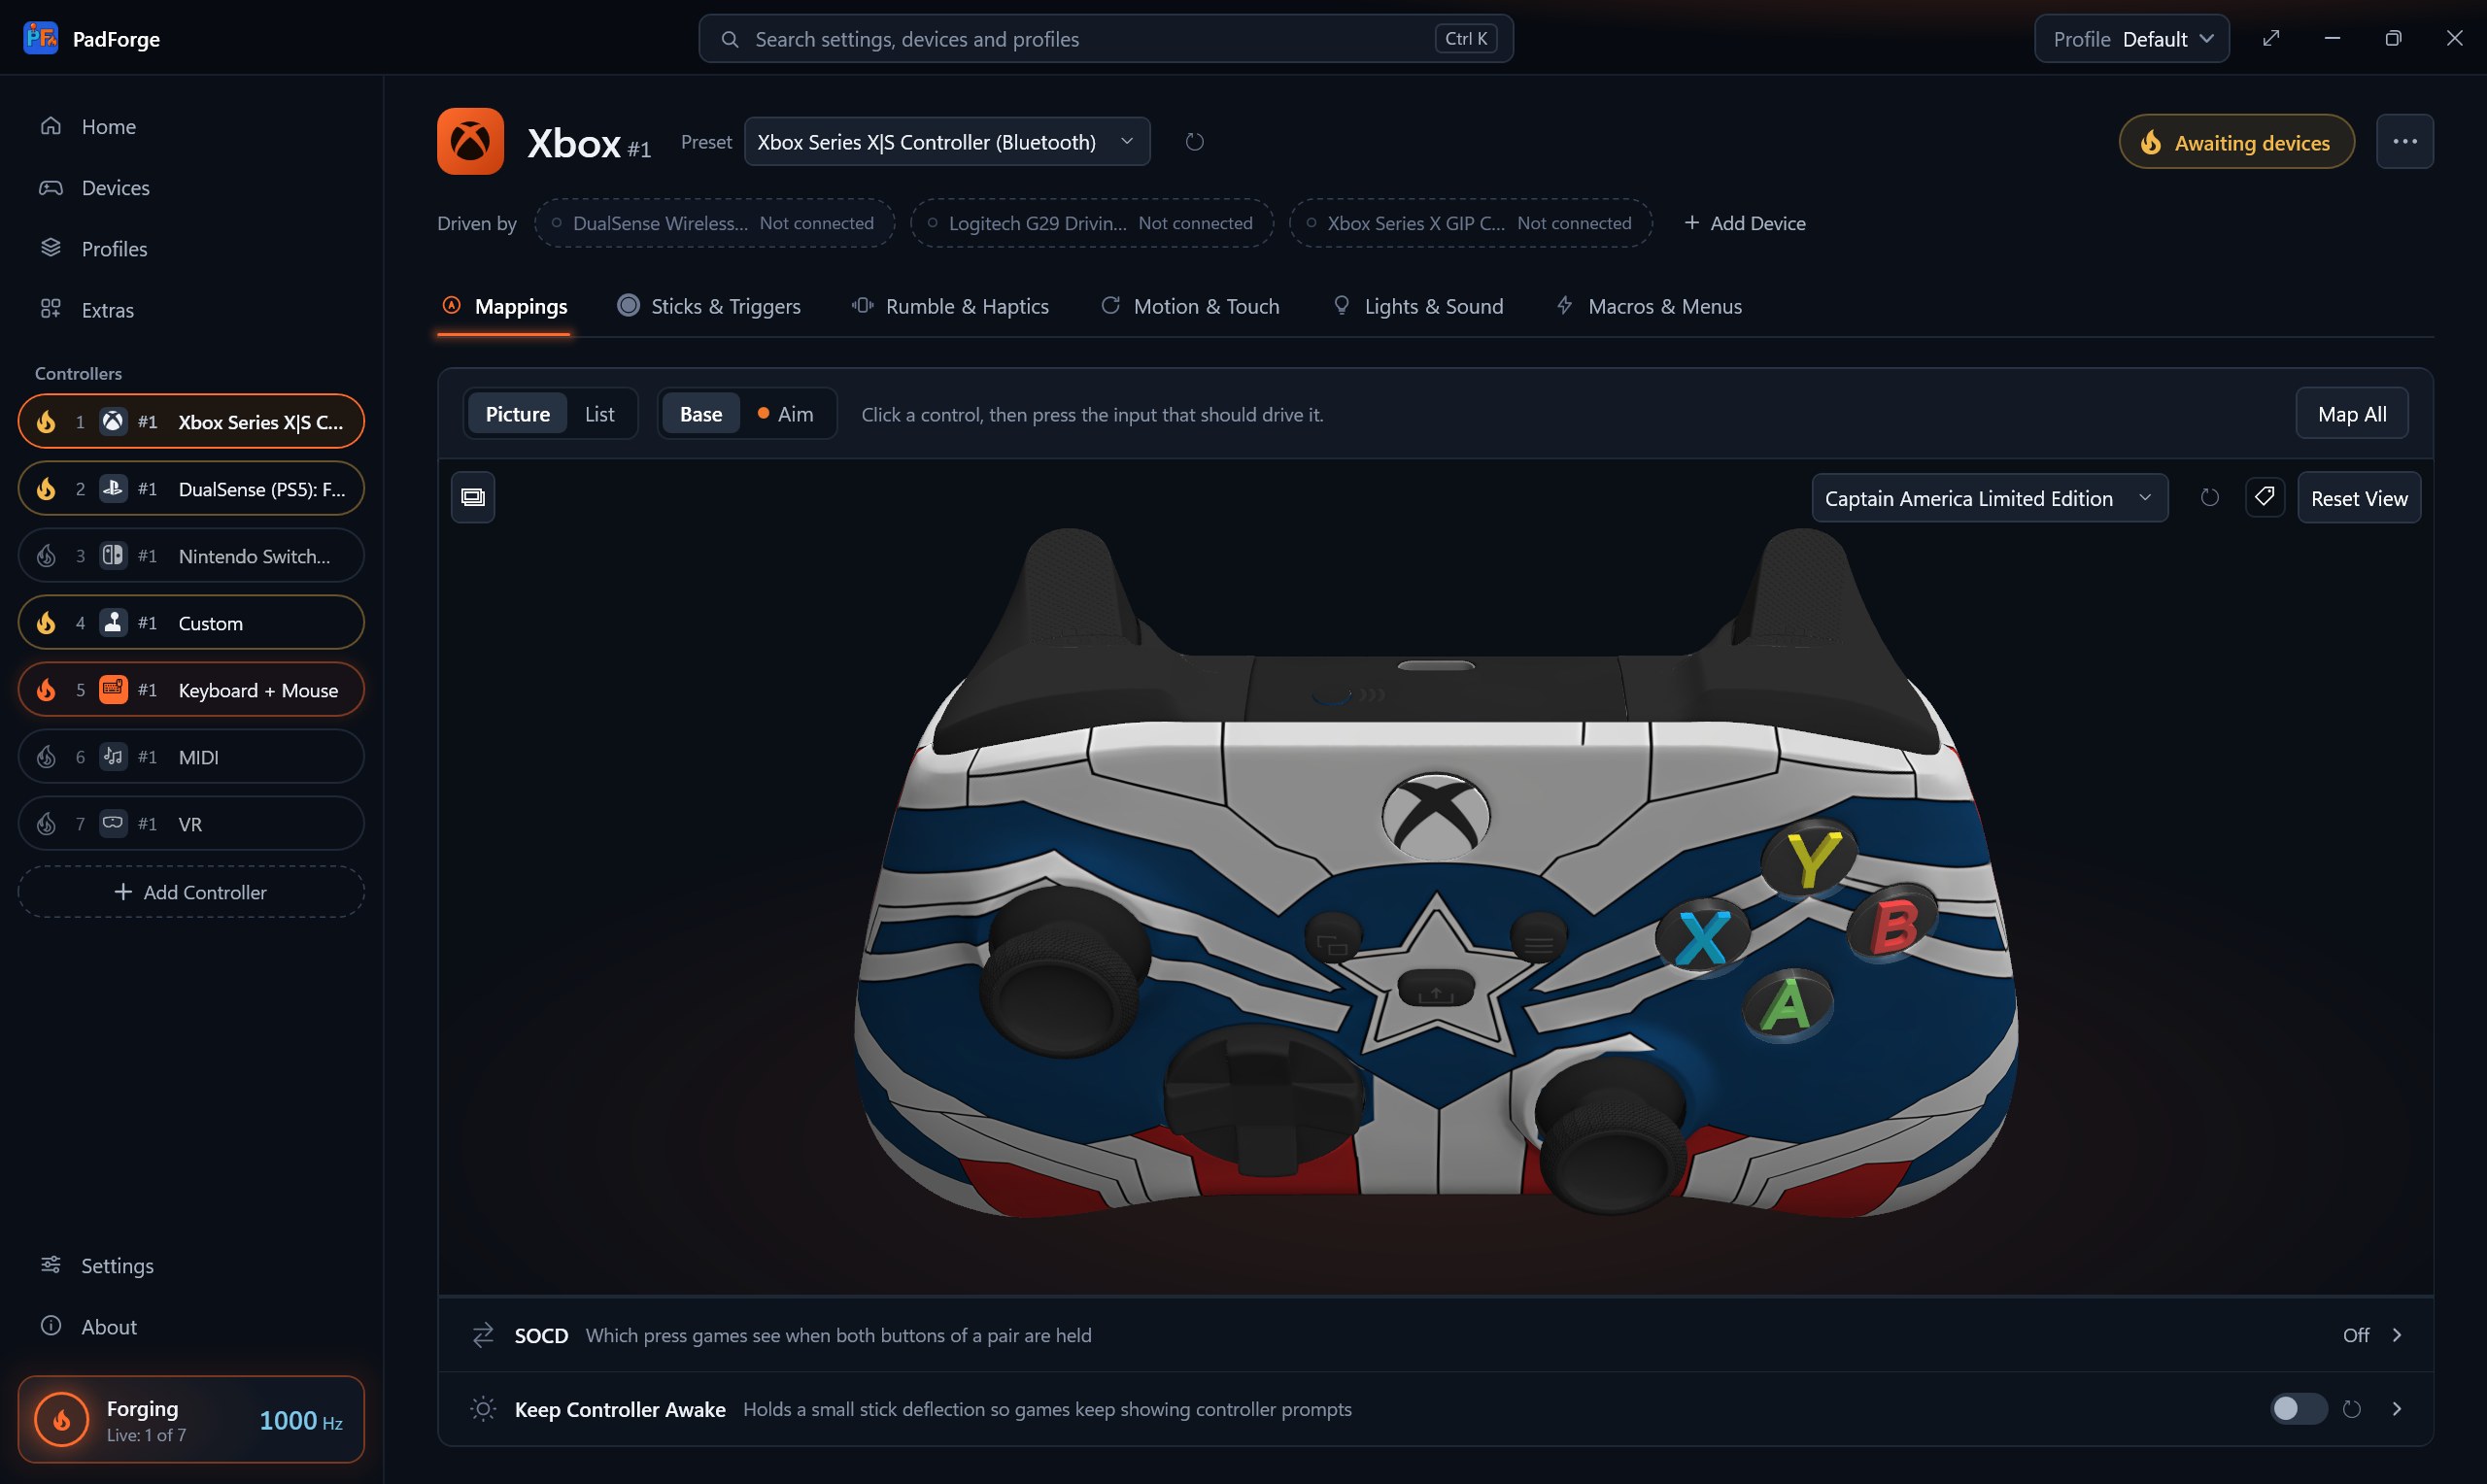 PadForge
Search settings, devices and profiles
Ctrl K
Profile Default
Home
Devices
Profiles
Extras
Controllers
1 #1 Xbox Series X|S C...
2 #1 DualSense (PS5): F...
3 #1 Nintendo Switch...
4 #1 Custom
5 #1 Keyboard + Mouse
6 #1 MIDI
7 #1 VR
+ Add Controller
Settings
About
Forging
Live: 1 of 7
1000 Hz
Xbox #1
Preset
Xbox Series X|S Controller (Bluetooth)
Awaiting devices
Driven by
DualSense Wireless... Not connected
Logitech G29 Drivin... Not connected
Xbox Series X GIP C... Not connected
+ Add Device
Mappings
Sticks & Triggers
Rumble & Haptics
Motion & Touch
Lights & Sound
Macros & Menus
Picture
List
Base
Aim
Click a control, then press the input that should drive it.
Map All
Captain America Limited Edition
Reset View
Y
X
B
A
SOCD Which press games see when both buttons of a pair are held
Off
Keep Controller Awake Holds a small stick deflection so games keep showing controller prompts